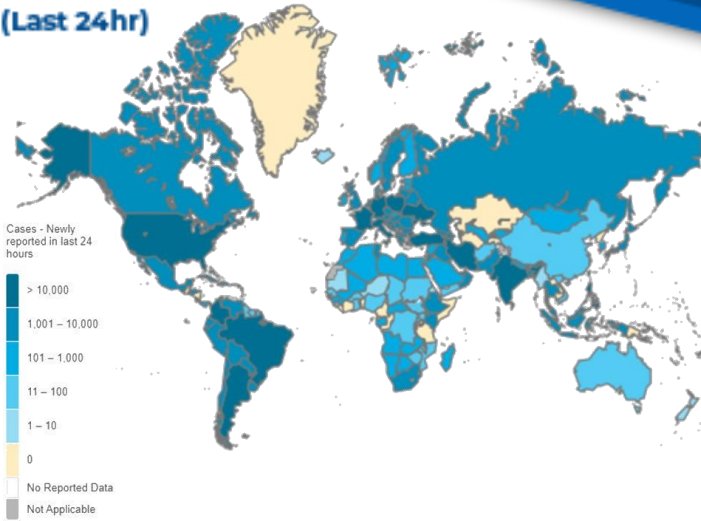 (Last 24hr)
Cases - Newly
reported in last 24
hours
> 10,000
1,001 – 10,000
101 – 1,000
11 – 100
1 – 10
0
No Reported Data
Not Applicable